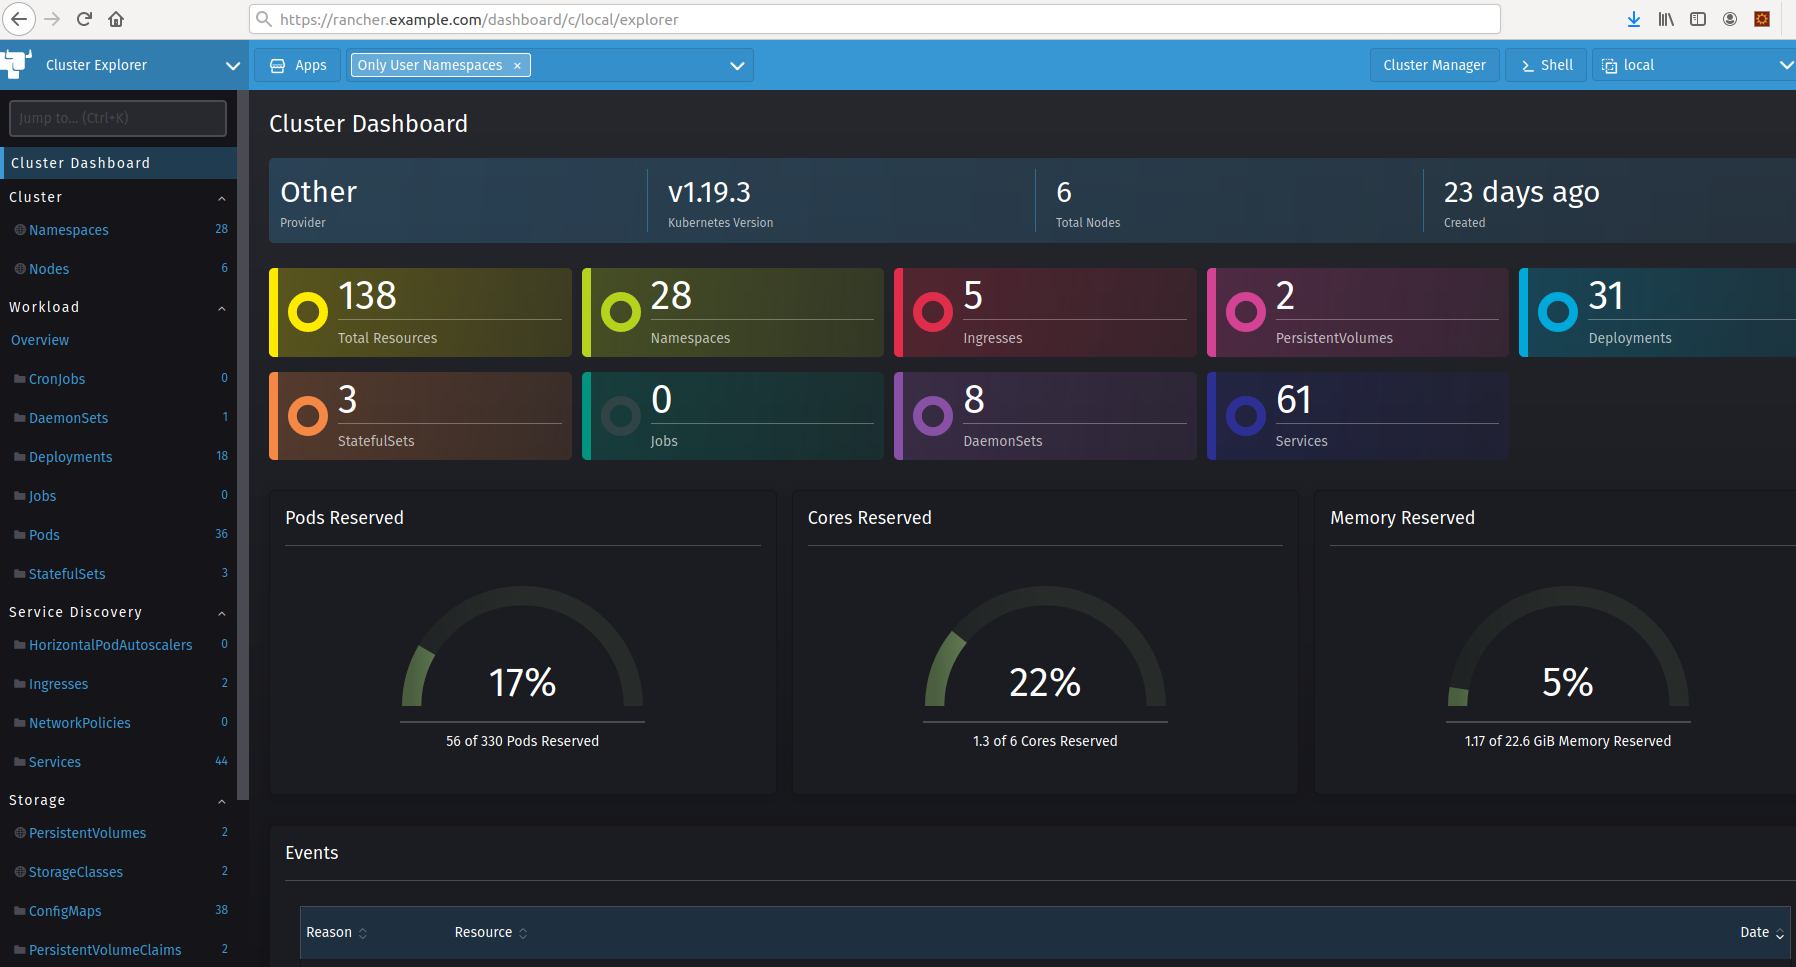 https://rancher.example.com/dashboard/c/local/explorer
Cluster Explorer
Apps
Only User Namespaces ×
Cluster Manager
Shell
local
Jump to... (Ctrl+K)
Cluster Dashboard
Cluster
Namespaces 28
Nodes 6
Workload
Overview
CronJobs 0
DaemonSets 1
Deployments 18
Jobs 0
Pods 36
StatefulSets 3
Service Discovery
HorizontalPodAutoscalers 0
Ingresses 2
NetworkPolicies 0
Services 44
Storage
PersistentVolumes 2
StorageClasses 2
ConfigMaps 38
PersistentVolumeClaims 2
Cluster Dashboard
Other
Provider
v1.19.3
Kubernetes Version
6
Total Nodes
23 days ago
Created
138
Total Resources
28
Namespaces
5
Ingresses
2
PersistentVolumes
31
Deployments
3
StatefulSets
0
Jobs
8
DaemonSets
61
Services
Pods Reserved
17%
56 of 330 Pods Reserved
Cores Reserved
22%
1.3 of 6 Cores Reserved
Memory Reserved
5%
1.17 of 22.6 GiB Memory Reserved
Events
Reason Resource Date